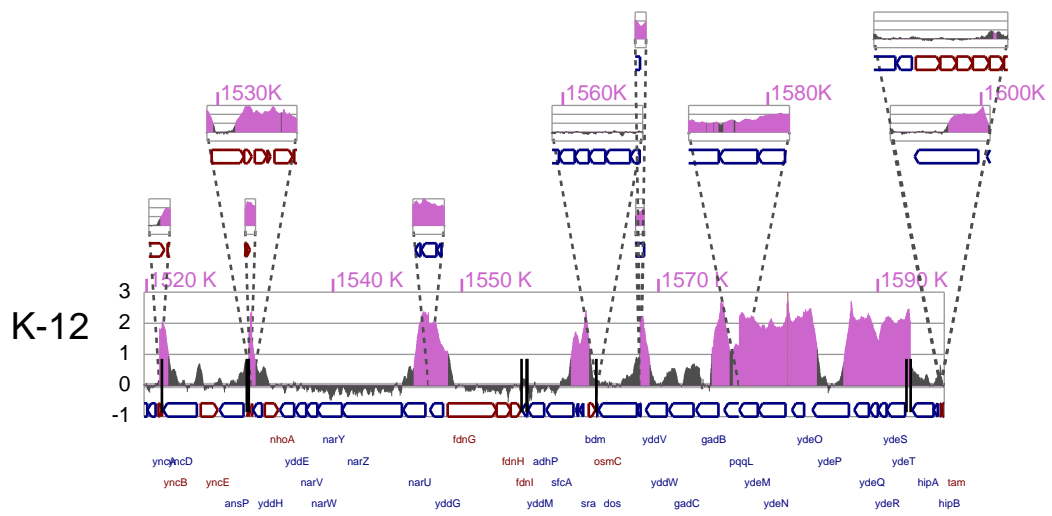 1530K
1560K
1580K
1600K
1520 K
1540 K
1550 K
1570 K
1590 K
K-12
3
2
1
0
-1
nhoA
narY
fdnG
bdm
yddV
gadB
ydeO
ydeS
yncA
yncD
yddE
narZ
fdnH
adhP
osmC
pqqL
ydeP
ydeT
yncB
yncE
narV
narU
fdnI
sfcA
yddW
ydeM
ydeQ
hipA
tam
ansP
yddH
narW
yddG
yddM
sra
dos
gadC
ydeN
ydeR
hipB